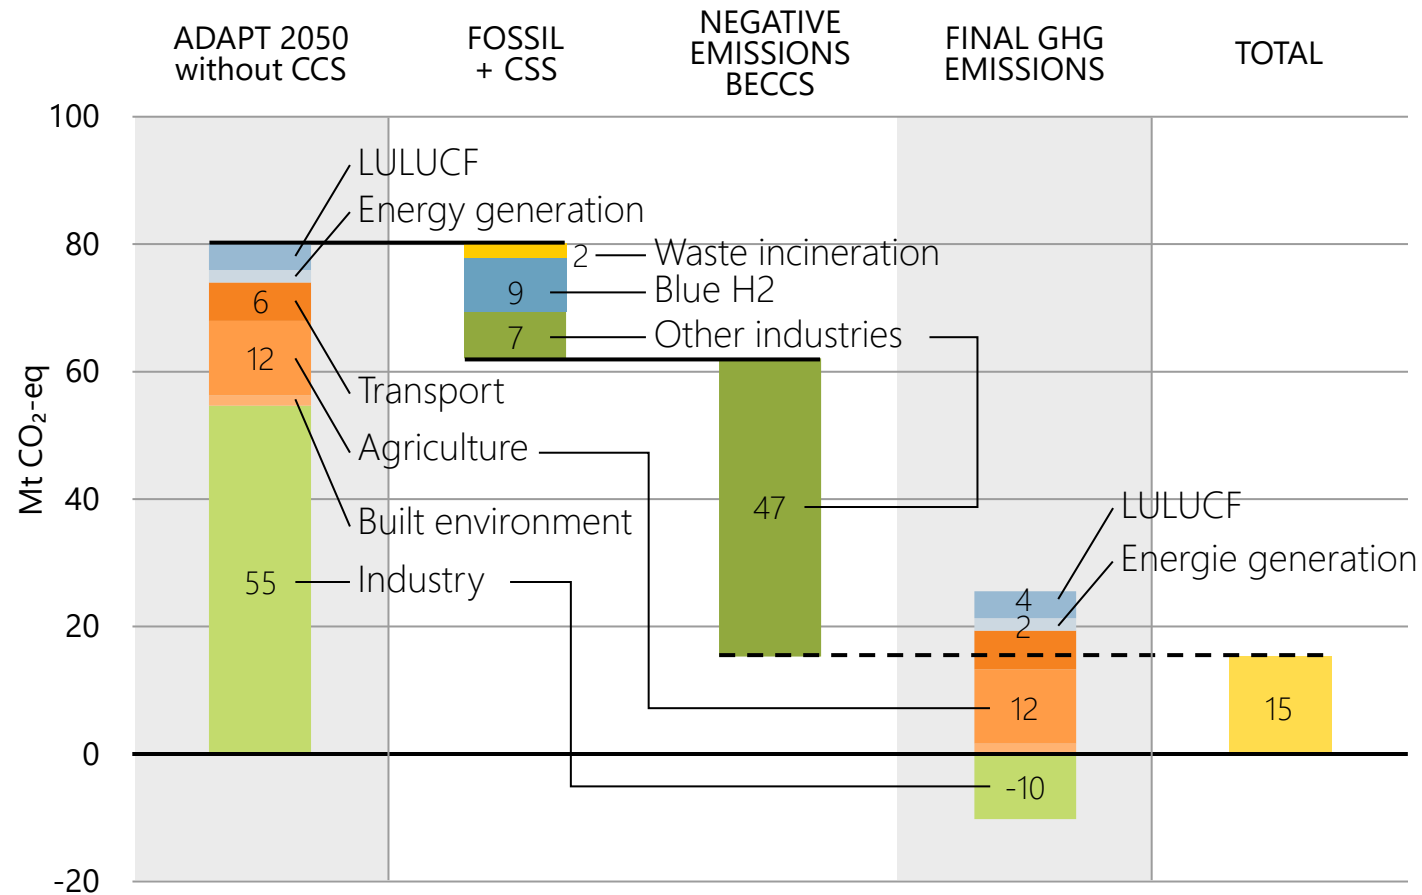 ADAPT 2050
without CCS
FOSSIL
+ CSS
NEGATIVE
EMISSIONS
BECCS
FINAL GHG
EMISSIONS
TOTAL
Mt CO₂-eq
100
80
60
40
20
0
-20
LULUCF
Energy generation
6
12
Transport
Agriculture
Built environment
55
Industry
2
Waste incineration
9
Blue H2
7
Other industries
47
LULUCF
Energie generation
4
2
12
-10
15